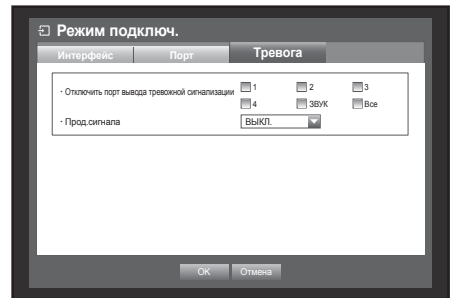 Режим подключ.
Интерфейс Порт Тревога
· Отключить порт вывода тревожной сигнализации 1 2 3
4 ЗВУК Все
· Прод.сигнала ВЫКЛ.
OK Отмена